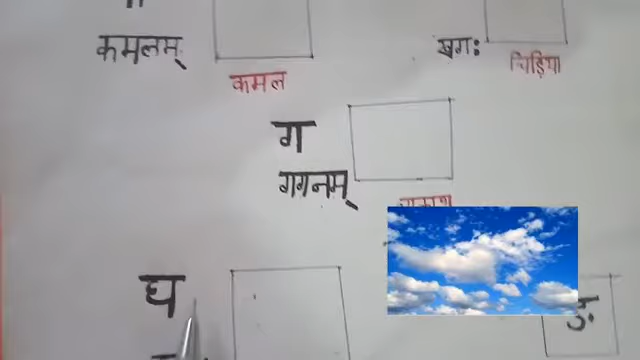 कमलम्
कमल
खगः
चिड़िया
ग
गगनम्
घ